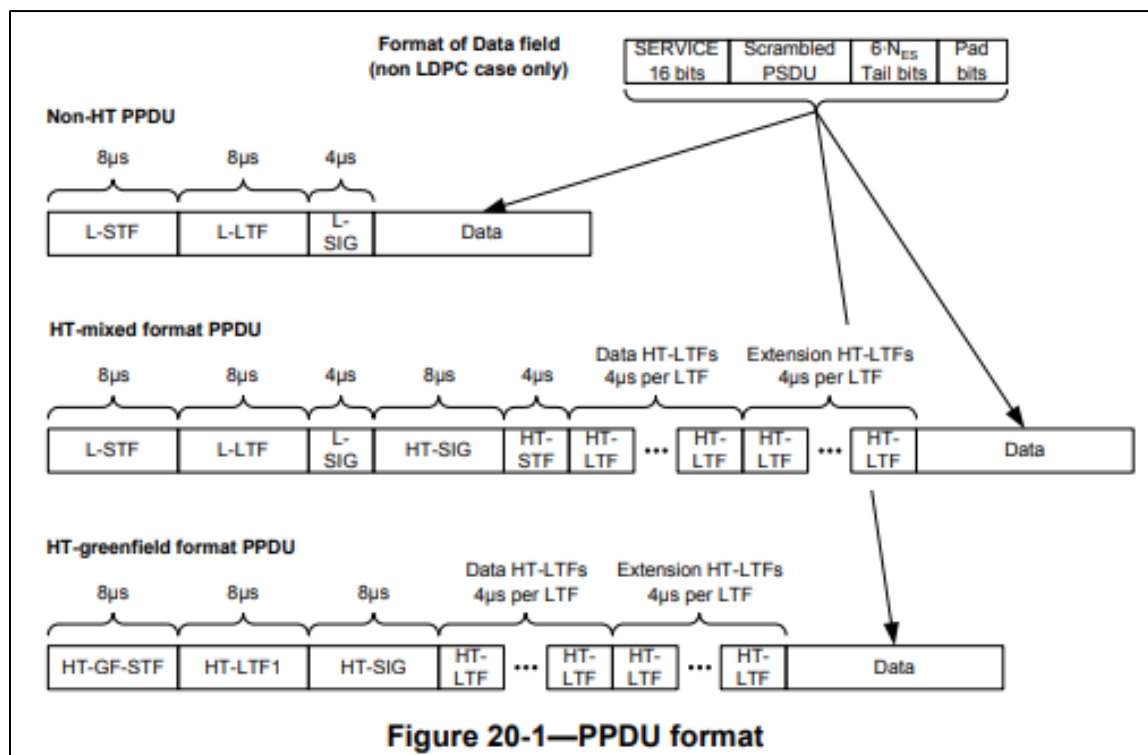 Format of Data field
(non LDPC case only)
SERVICE
16 bits
Scrambled
PSDU
6·N_ES
Tail bits
Pad
bits
Non-HT PPDU
8µs
8µs
4µs
L-STF
L-LTF
L-
SIG
Data
HT-mixed format PPDU
Data HT-LTFs
4µs per LTF
Extension HT-LTFs
4µs per LTF
8µs
8µs
4µs
8µs
4µs
L-STF
L-LTF
L-
SIG
HT-SIG
HT-
STF
HT-
LTF
•••
HT-
LTF
HT-
LTF
•••
HT-
LTF
Data
HT-greenfield format PPDU
Data HT-LTFs
4µs per LTF
Extension HT-LTFs
4µs per LTF
8µs
8µs
8µs
HT-GF-STF
HT-LTF1
HT-SIG
HT-
LTF
•••
HT-
LTF
HT-
LTF
•••
HT-
LTF
Data
Figure 20-1—PPDU format